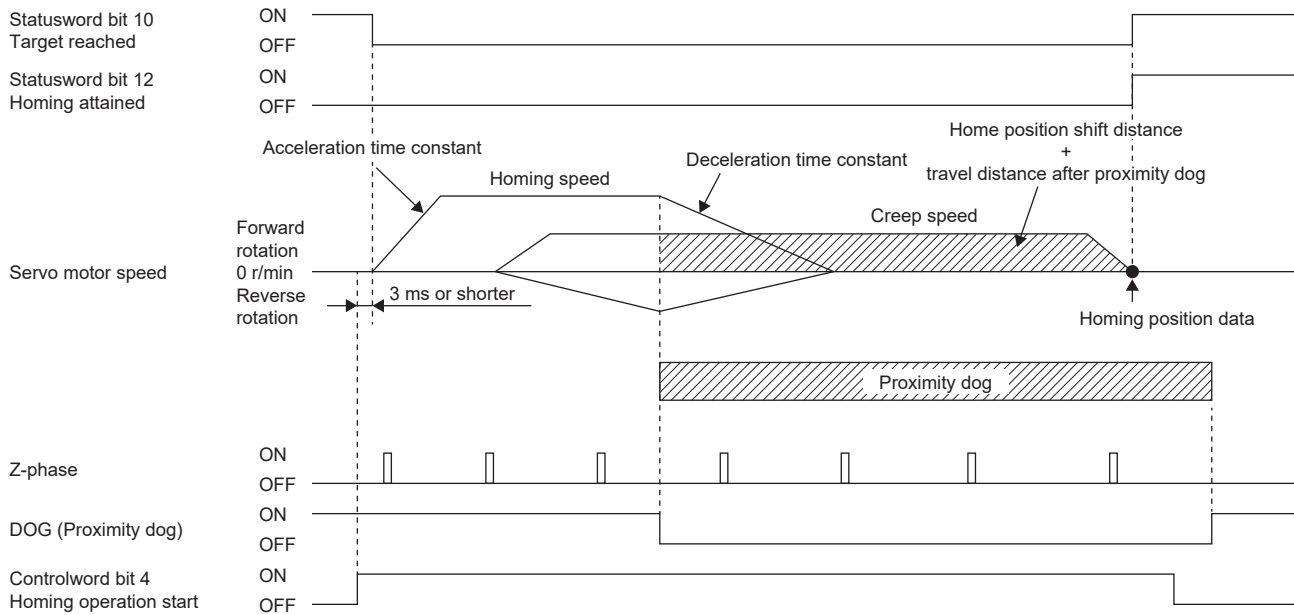 Statusword bit 10
Target reached
ON
OFF
Statusword bit 12
Homing attained
ON
OFF
Acceleration time constant
Homing speed
Deceleration time constant
Home position shift distance
+
travel distance after proximity dog
Creep speed
Servo motor speed
Forward
rotation
0 r/min
Reverse
rotation
3 ms or shorter
Homing position data
Proximity dog
Z-phase
ON
OFF
DOG (Proximity dog)
ON
OFF
Controlword bit 4
Homing operation start
ON
OFF